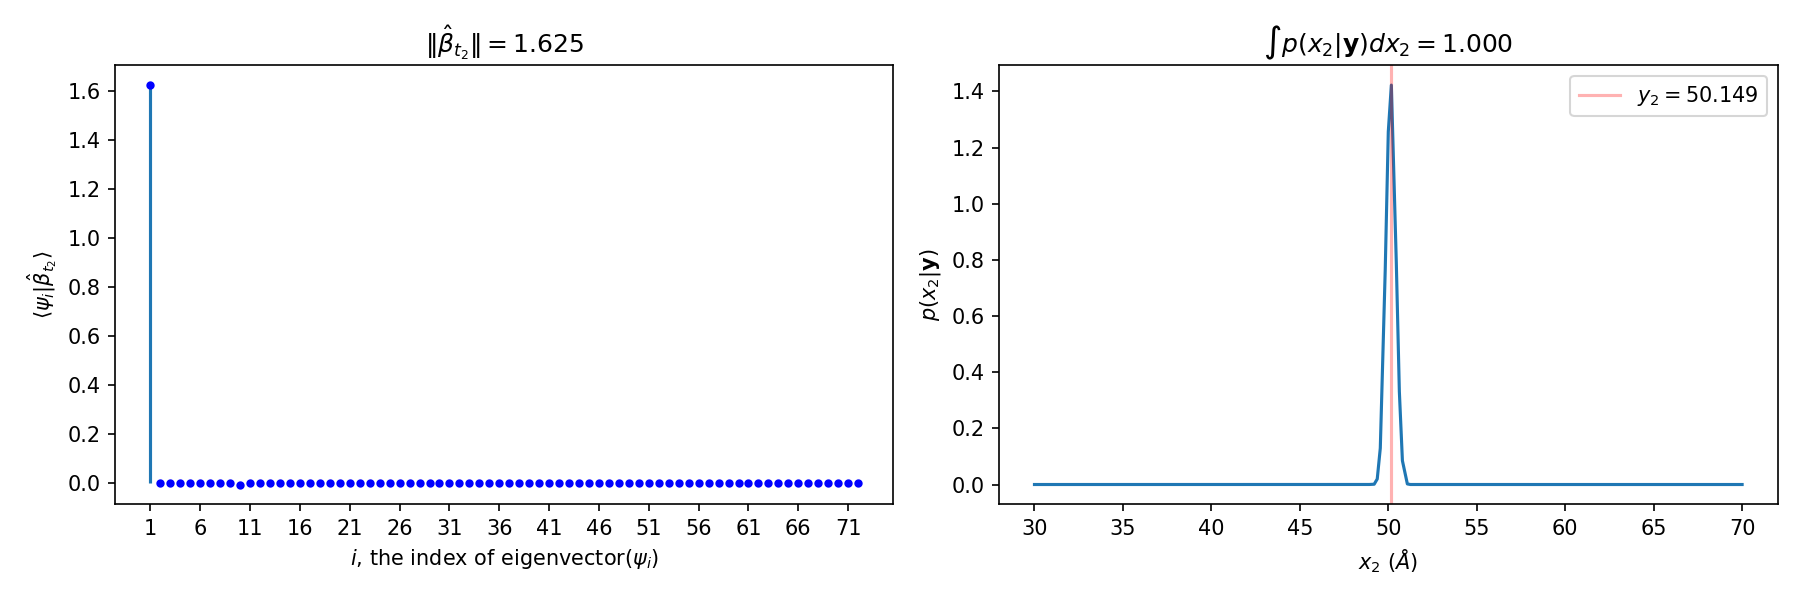 ‖β̂_{t₂}‖ = 1.625
1.6
1.4
1.2
1.0
0.8
0.6
0.4
0.2
0.0
⟨ψᵢ|β̂_{t₂}⟩
1 6 11 16 21 26 31 36 41 46 51 56 61 66 71
i, the index of eigenvector(ψᵢ)
∫p(x₂|𝐲)dx₂ = 1.000
y₂ = 50.149
1.4
1.2
1.0
0.8
0.6
0.4
0.2
0.0
p(x₂|𝐲)
30 35 40 45 50 55 60 65 70
x₂ (Å)